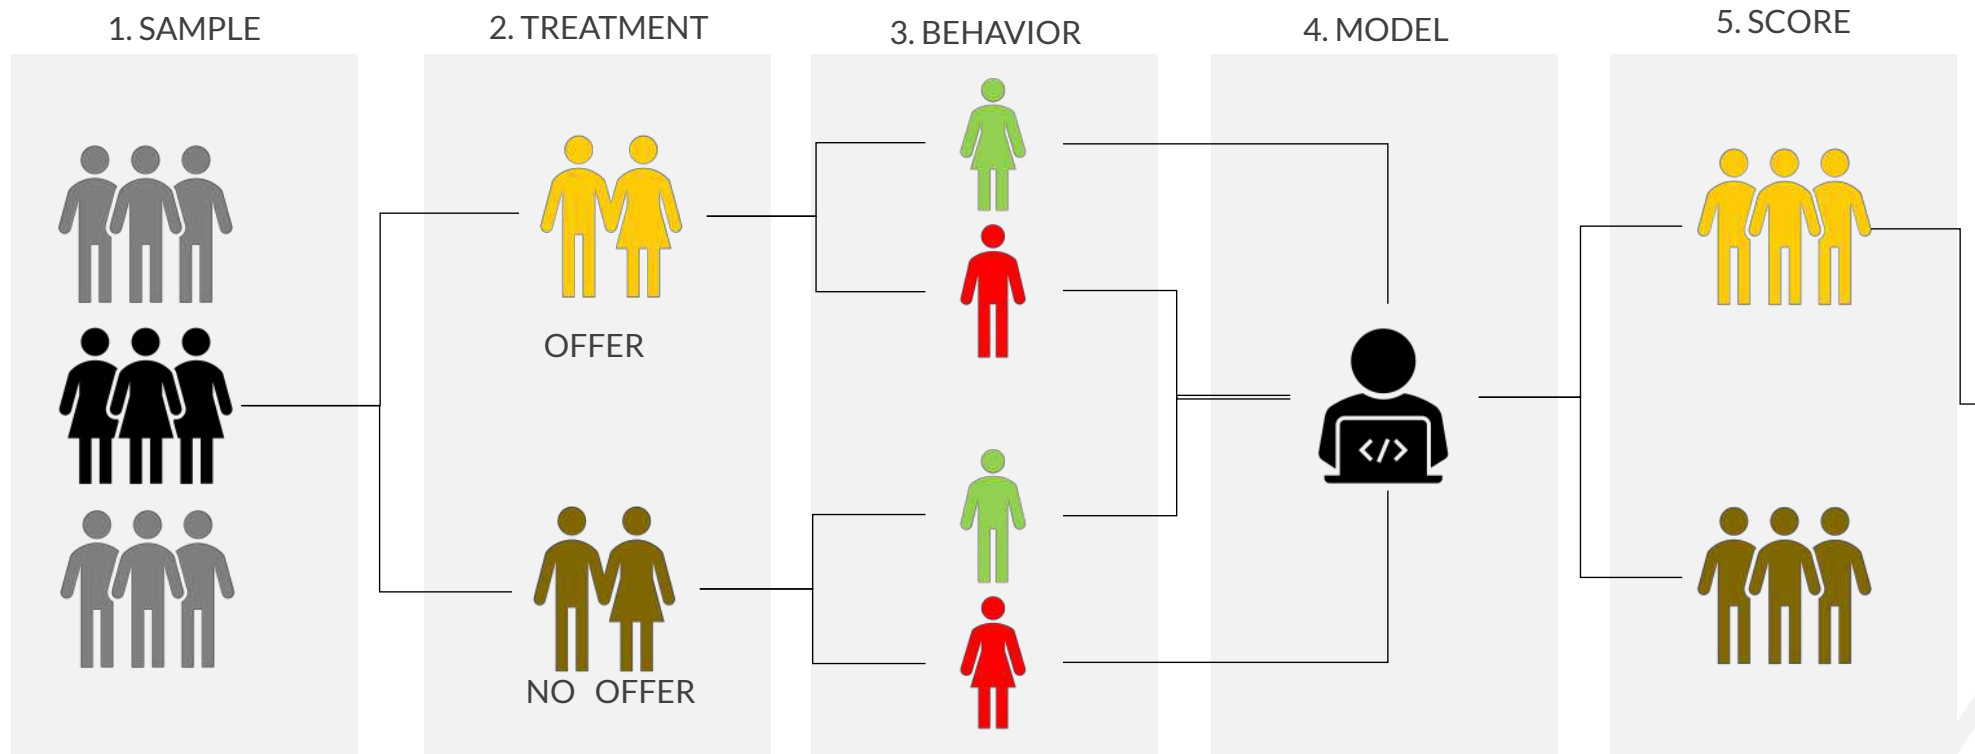 1. SAMPLE
2. TREATMENT
3. BEHAVIOR
4. MODEL
5. SCORE
OFFER
</>
NO OFFER